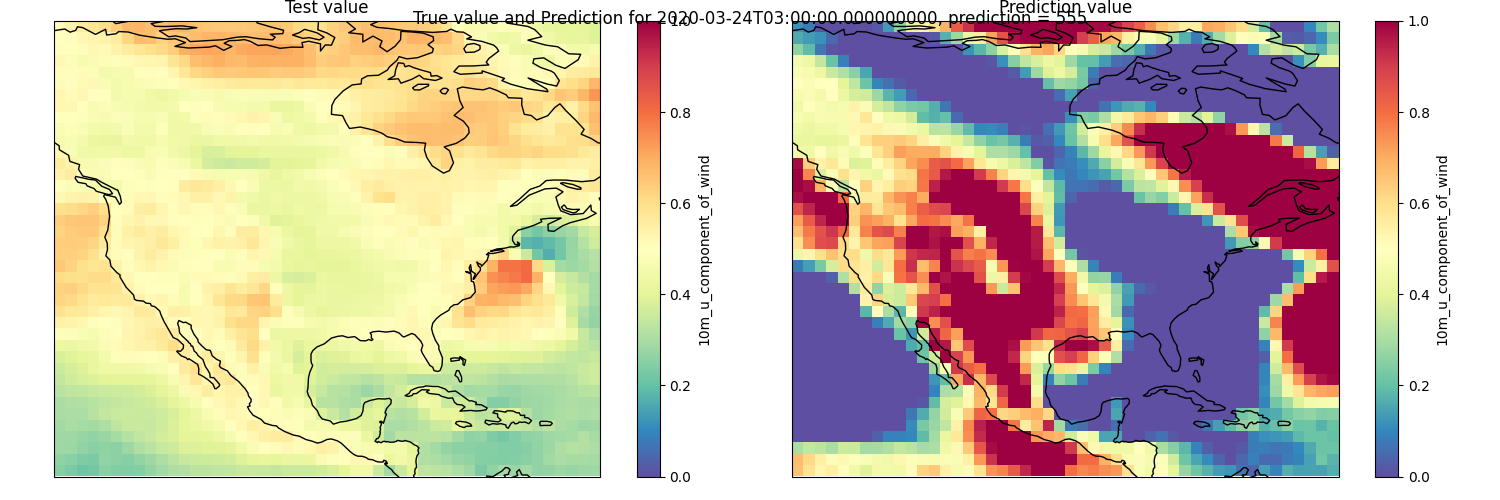 Test value
True value and Prediction for 2020-03-24T03:00:00.000000000, prediction = 555
Prediction value
1.0
0.8
0.6
0.4
0.2
0.0
10m_u_component_of_wind
1.0
0.8
0.6
0.4
0.2
0.0
10m_u_component_of_wind